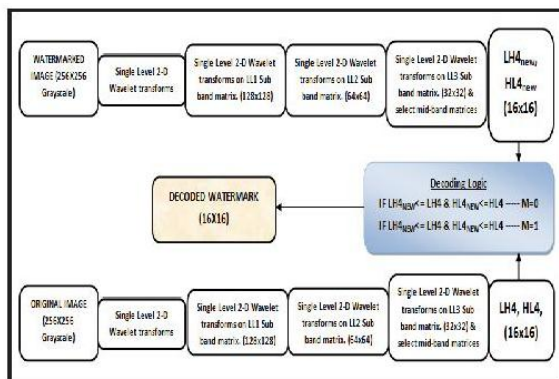 WATERMARKED
IMAGE (256X256
Grayscale)
Single Level 2-D
Wavelet transforms
Single Level 2-D Wavelet
transforms on LL1 Sub
band matrix. (128x128)
Single Level 2-D Wavelet
transforms on LL2 Sub
band matrix. (64x64)
Single Level 2-D Wavelet
transforms on LL3 Sub
band matrix. (32x32) &
select mid-band matrices
LH4new,
HL4new
(16x16)
DECODED WATERMARK
(16X16)
Decoding Logic
IF LH4NEW<= LH4 & HL4NEW<=HL4 ----- M=0
IF LH4NEW<= LH4 & HL4NEW<=HL4 ----- M=1
ORIGINAL IMAGE
(256X256
Grayscale)
Single Level 2-D
Wavelet transforms
Single Level 2-D Wavelet
transforms on LL1 Sub
band matrix. (128x128)
Single Level 2-D Wavelet
transforms on LL2 Sub
band matrix. (64x64)
Single Level 2-D Wavelet
transforms on LL3 Sub
band matrix. (32x32) &
select mid-band matrices
LH4, HL4,
(16x16)